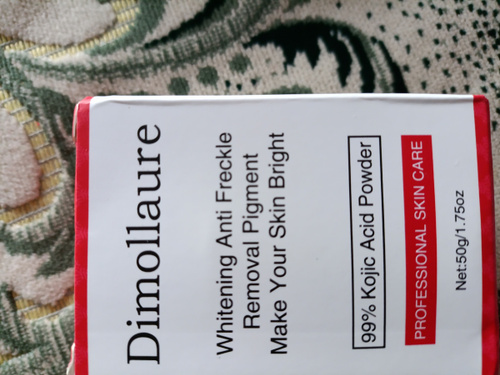 Dimollaure
Whitening Anti Freckle
Removal Pigment
Make Your Skin Bright
99% Kojic Acid Powder
PROFESSIONAL SKIN CARE
Net:50g/1.75oz